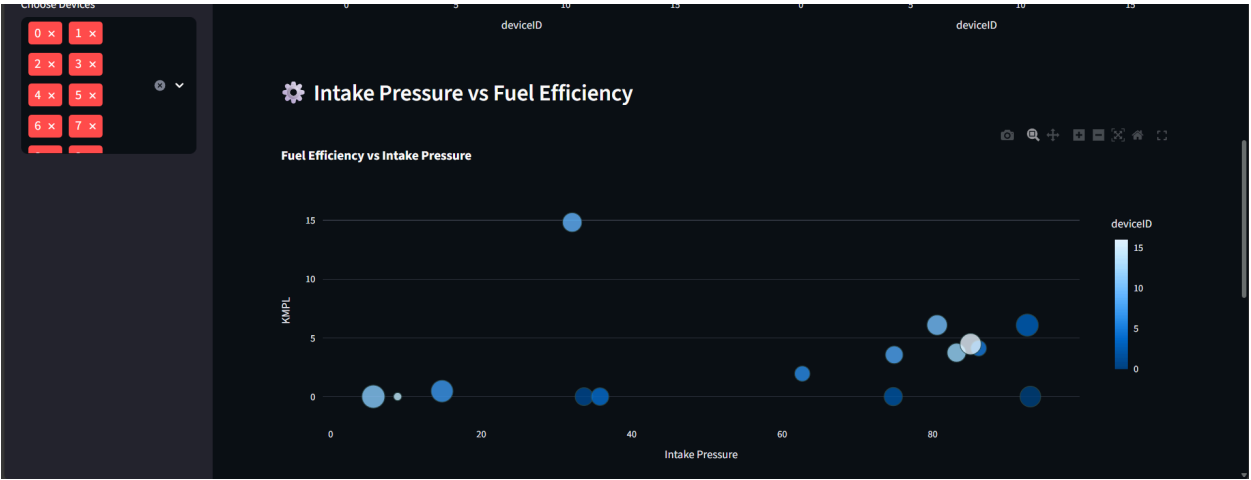 Choose Devices
0 × 1 ×
2 × 3 ×
4 × 5 ×
6 × 7 ×
0 5 10 15 0 5 10 15
deviceID deviceID
Intake Pressure vs Fuel Efficiency
Fuel Efficiency vs Intake Pressure
deviceID
15
10
5
0
KMPL
15
10
5
0
0 20 40 60 80
Intake Pressure